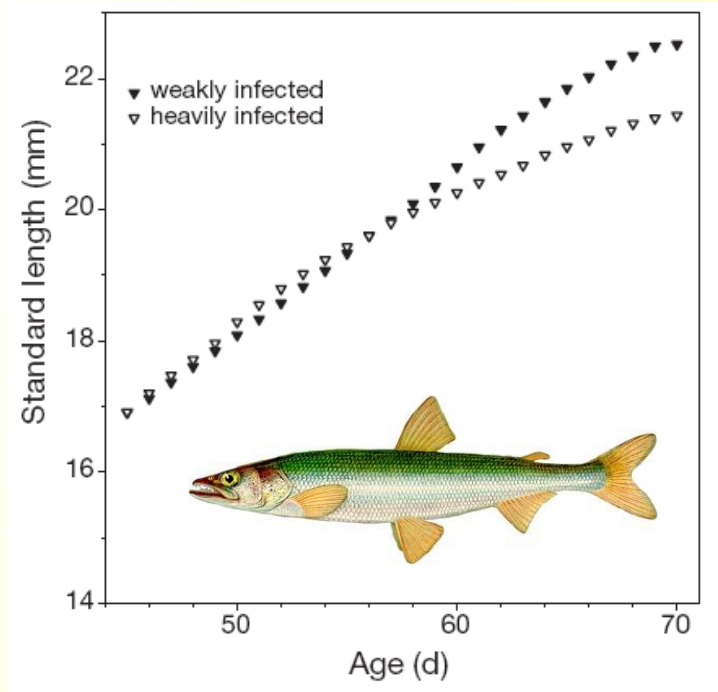 22
20
18
16
14
Standard length (mm)
weakly infected
heavily infected
50 60 70
Age (d)